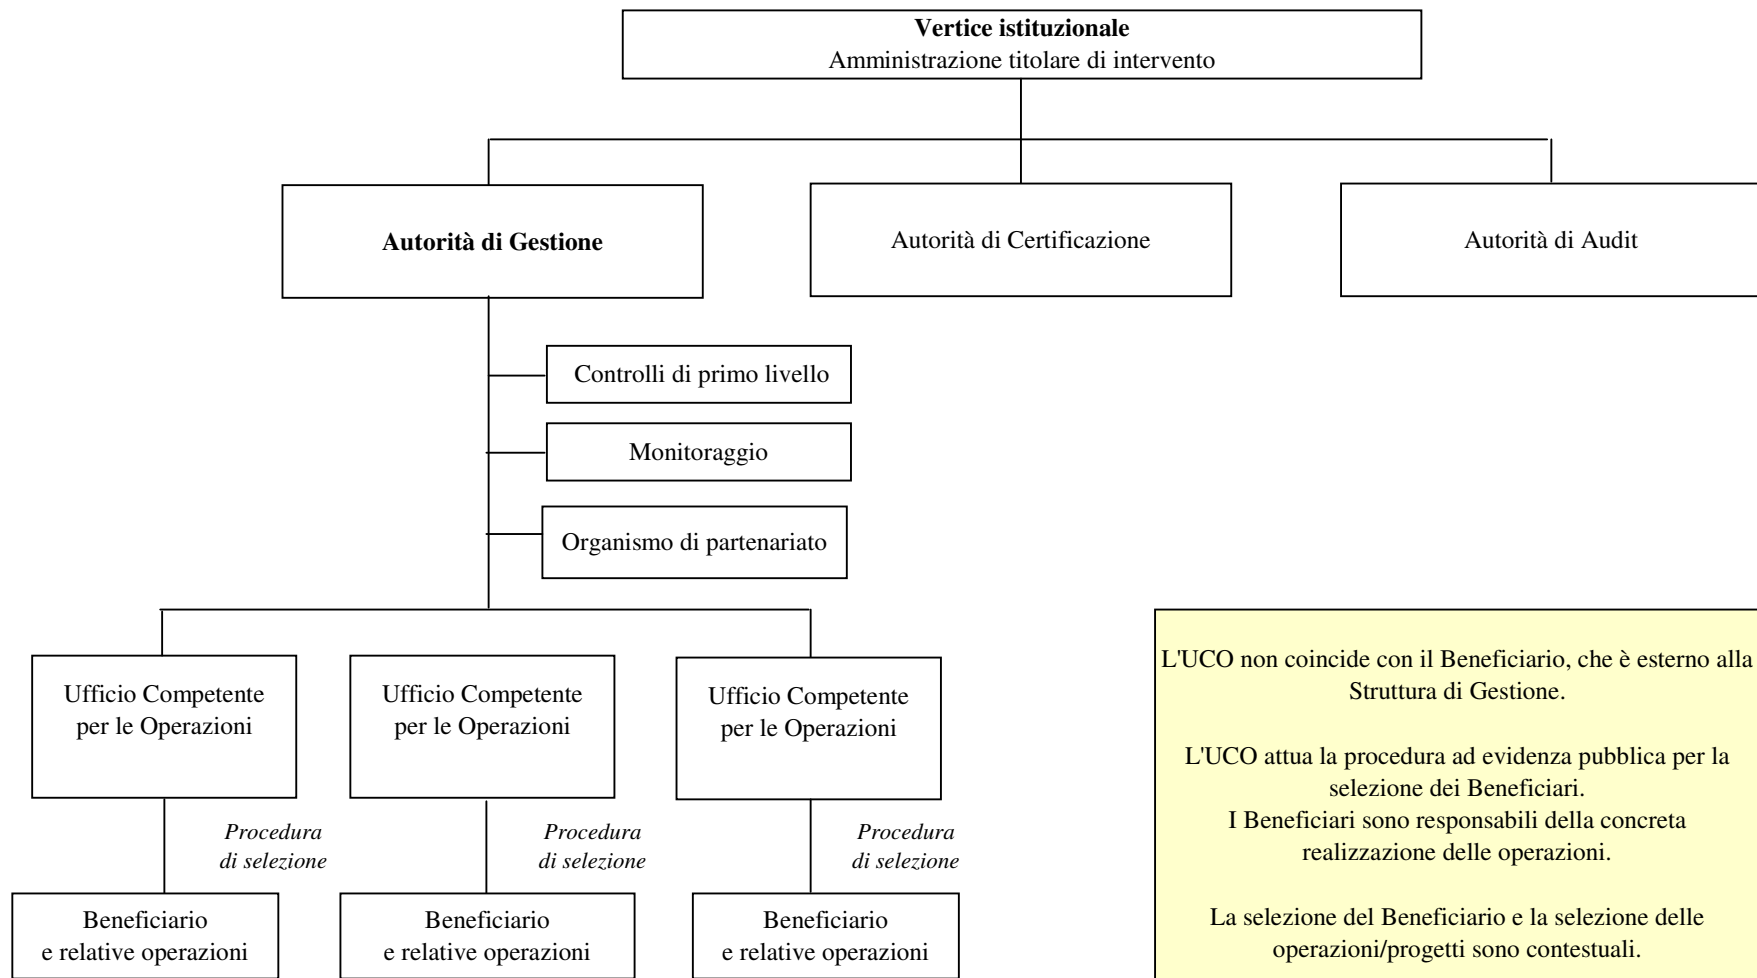 Vertice istituzionale
Amministrazione titolare di intervento
Autorità di Gestione
Autorità di Certificazione
Autorità di Audit
Controlli di primo livello
Monitoraggio
Organismo di partenariato
Ufficio Competente
per le Operazioni
Ufficio Competente
per le Operazioni
Ufficio Competente
per le Operazioni
Procedura
di selezione
Procedura
di selezione
Procedura
di selezione
Beneficiario
e relative operazioni
Beneficiario
e relative operazioni
Beneficiario
e relative operazioni
L'UCO non coincide con il Beneficiario, che è esterno alla
Struttura di Gestione.
L'UCO attua la procedura ad evidenza pubblica per la
selezione dei Beneficiari.
I Beneficiari sono responsabili della concreta
realizzazione delle operazioni.
La selezione del Beneficiario e la selezione delle
operazioni/progetti sono contestuali.